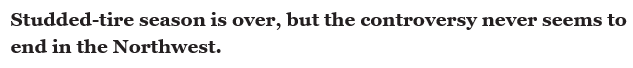 Studded-tire season is over, but the controversy never seems to
end in the Northwest.